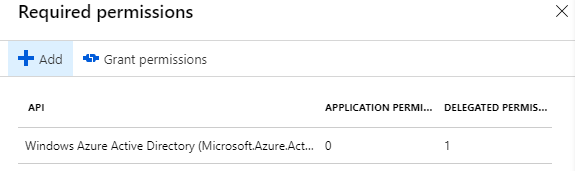 Required permissions
Add Grant permissions
API APPLICATION PERMI... DELEGATED PERMIS...
Windows Azure Active Directory (Microsoft.Azure.Act... 0 1